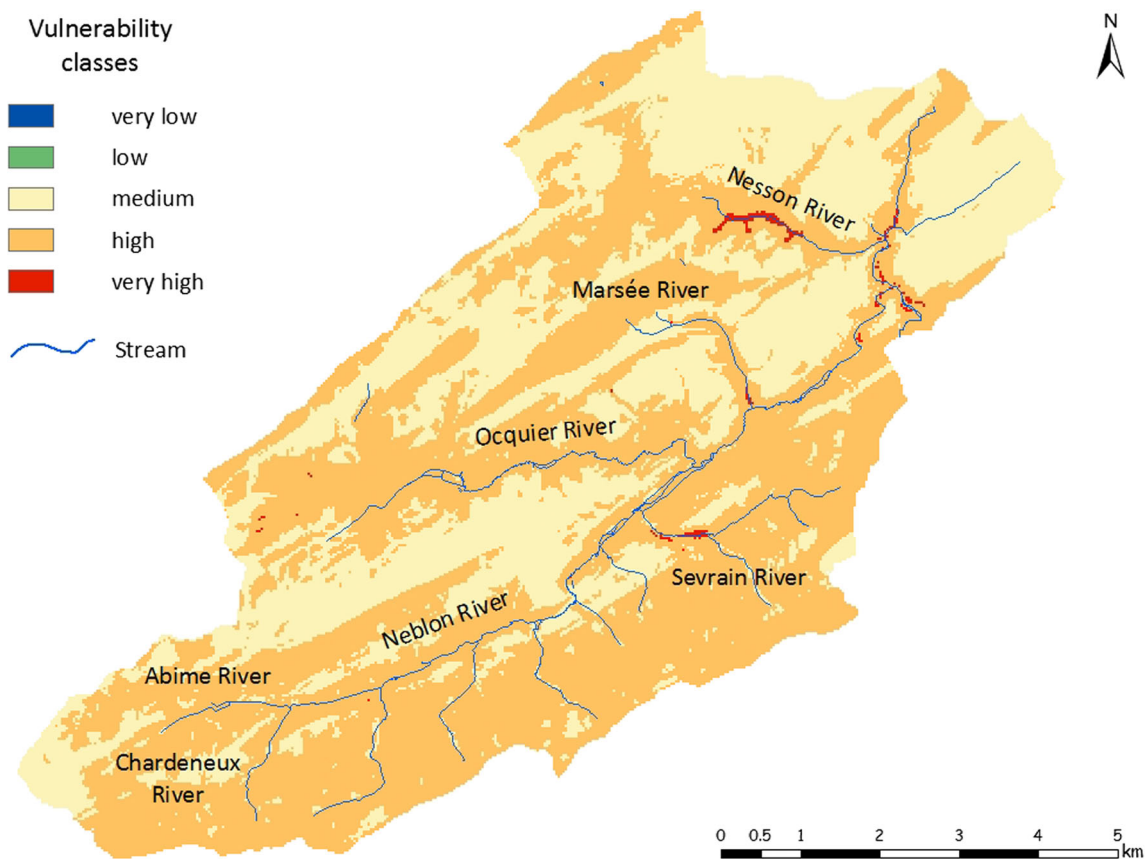 Vulnerability
classes
very low
low
medium
high
very high
Stream
N
Nesson River
Marsée River
Ocquier River
Sevrain River
Neblon River
Abime River
Chardeneux
River
0 0.5 1 2 3 4 5
km